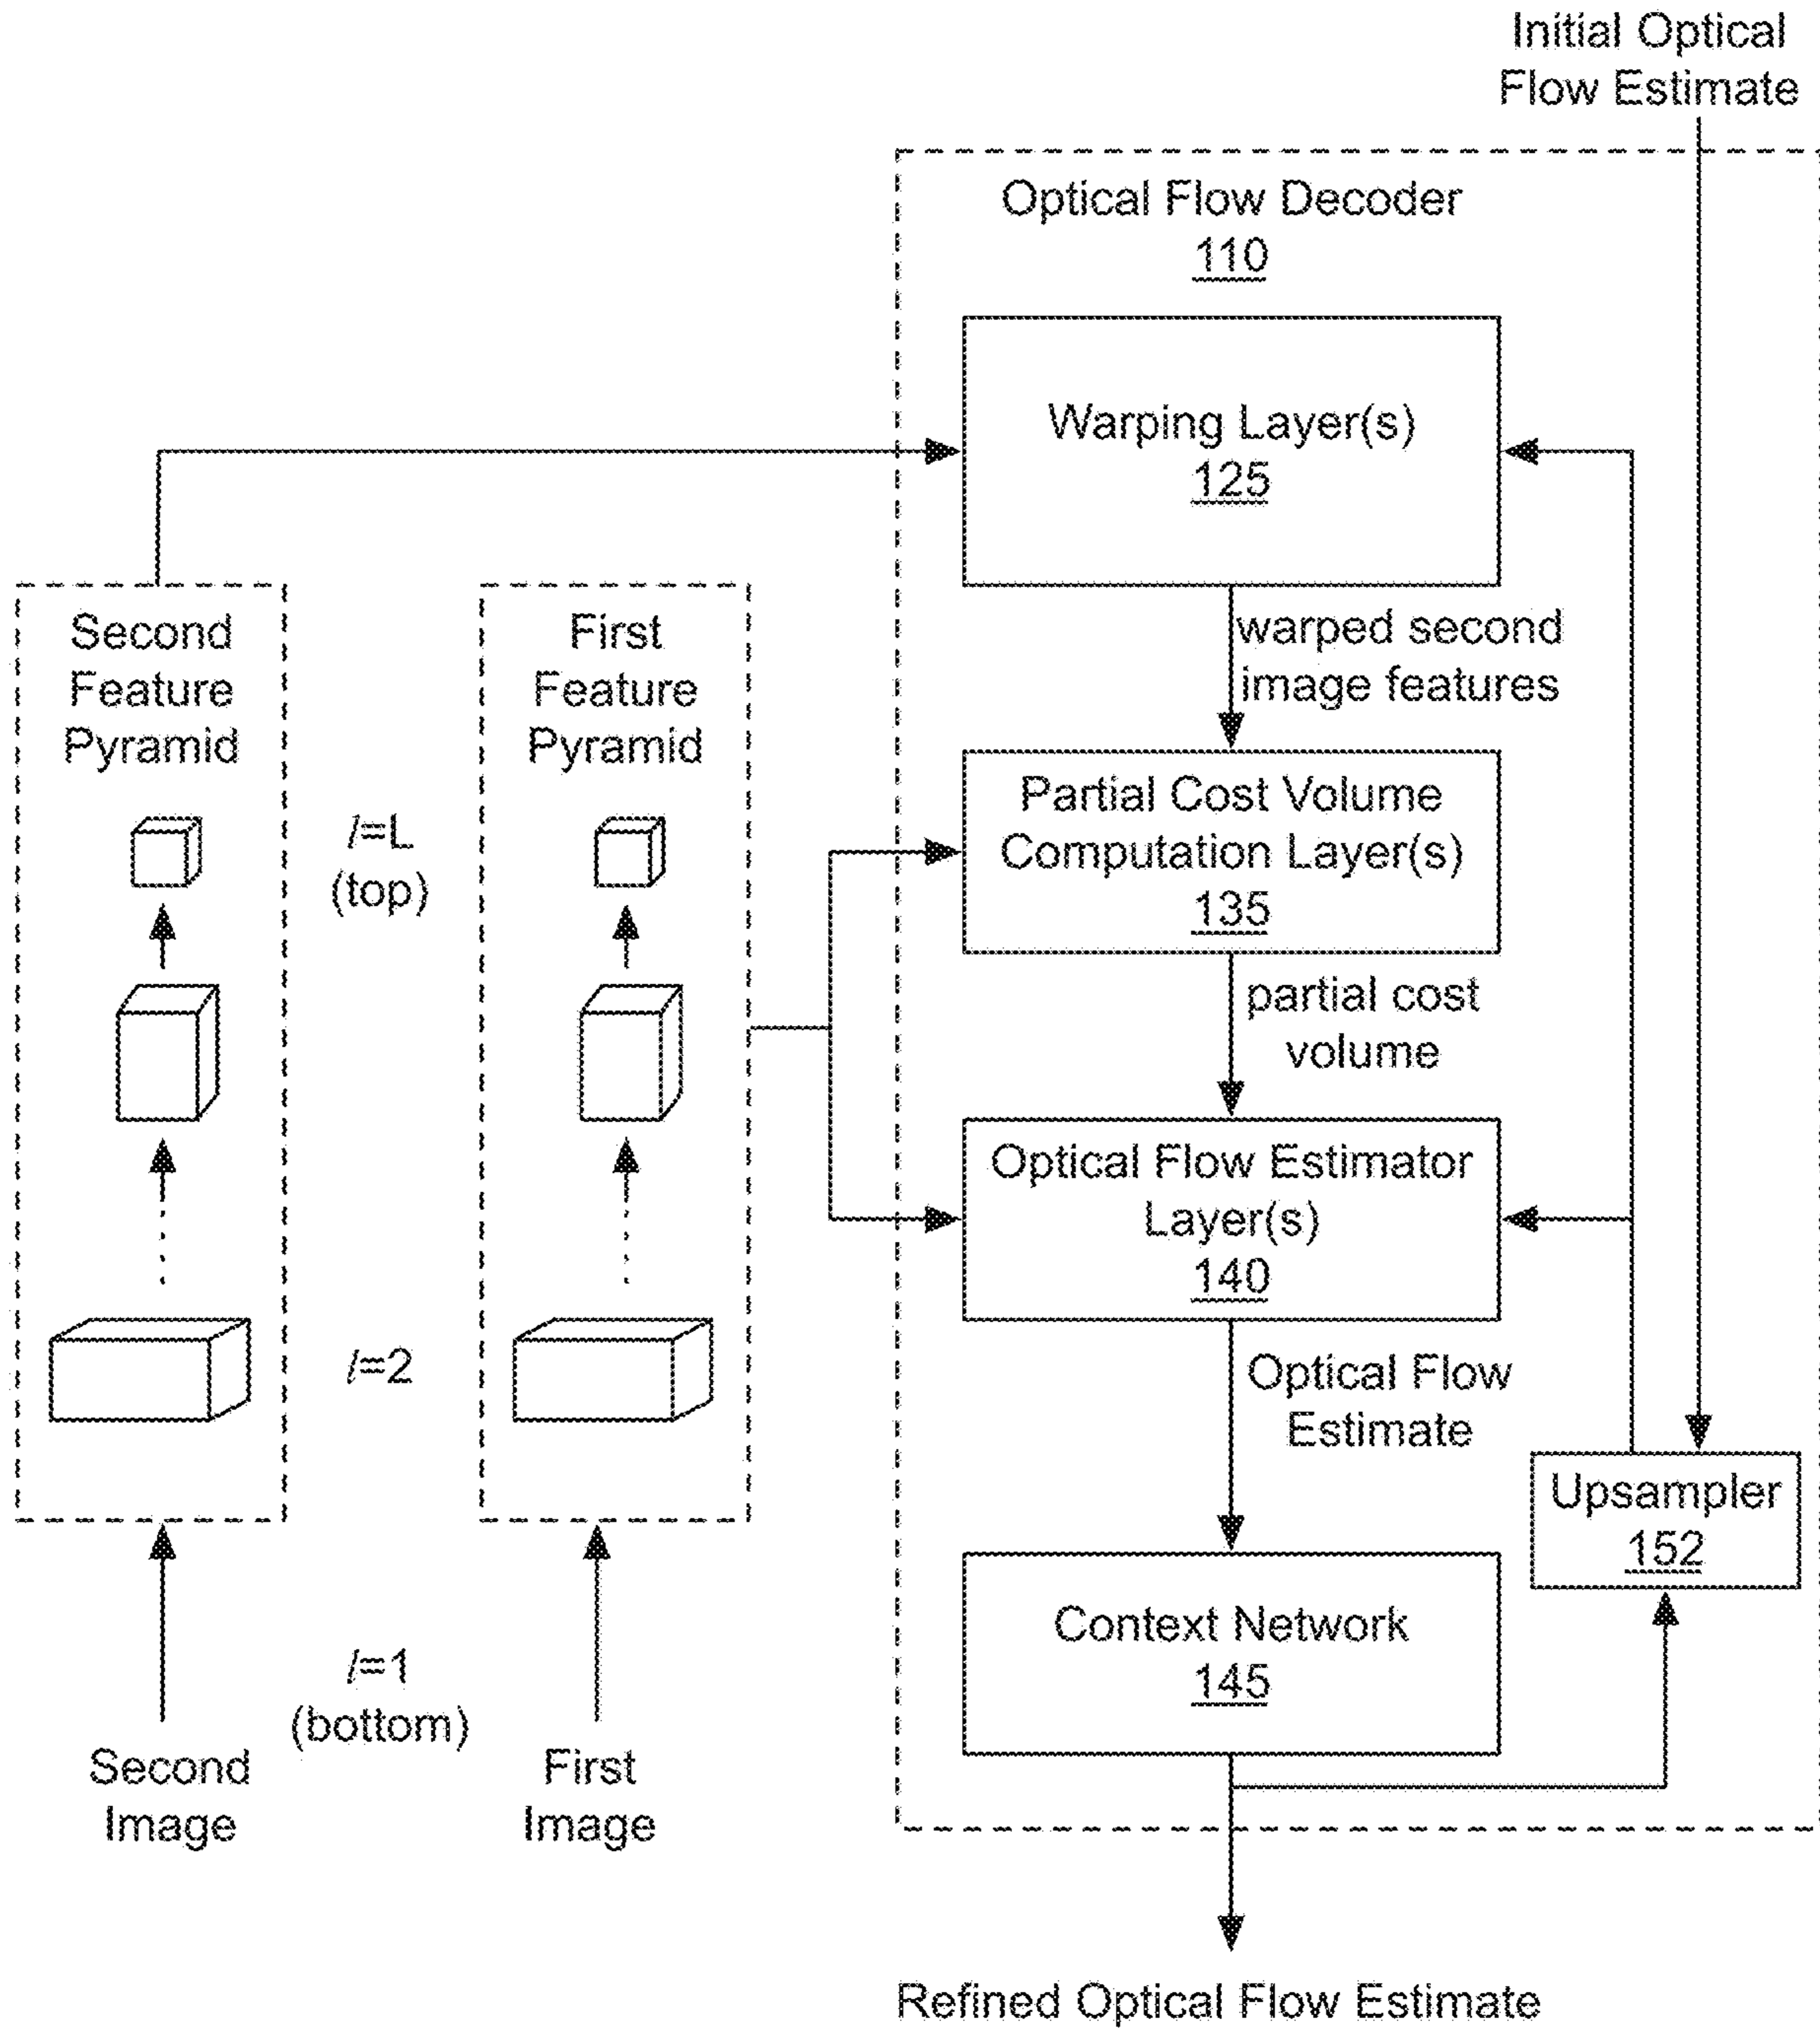 Initial Optical
Flow Estimate
Optical Flow Decoder
110
Warping Layer(s)
125
warped second
image features
Second
Feature
Pyramid
First
Feature
Pyramid
l=L
(top)
Partial Cost Volume
Computation Layer(s)
135
partial cost
volume
Optical Flow Estimator
Layer(s)
140
l=2
Optical Flow
Estimate
Upsampler
152
Context Network
145
l=1
(bottom)
Second
Image
First
Image
Refined Optical Flow Estimate